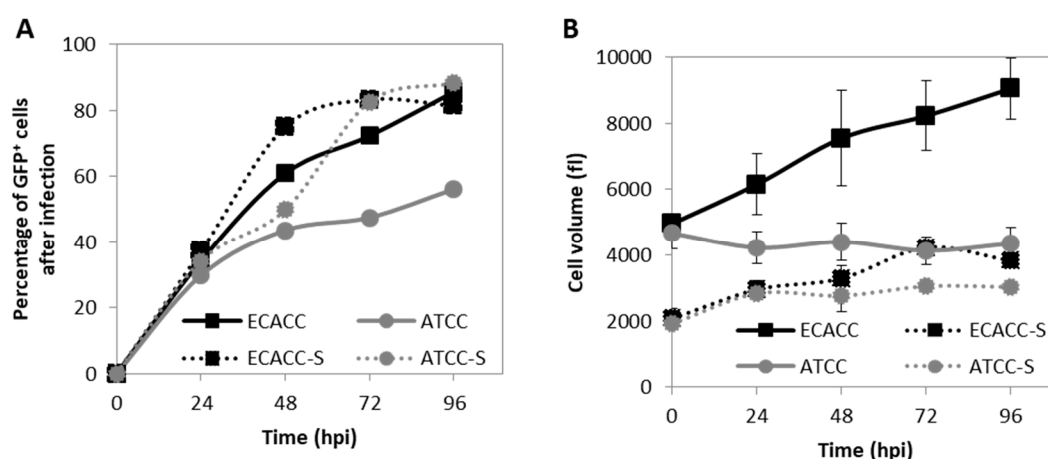 A
Percentage of GFP⁺ cells
after infection
100
80
60
40
20
0
ECACC
ATCC
ECACC-S
ATCC-S
0 24 48 72 96
Time (hpi)
B
Cell volume (fl)
10000
8000
6000
4000
2000
0
ECACC
ECACC-S
ATCC
ATCC-S
0 24 48 72 96
Time (hpi)